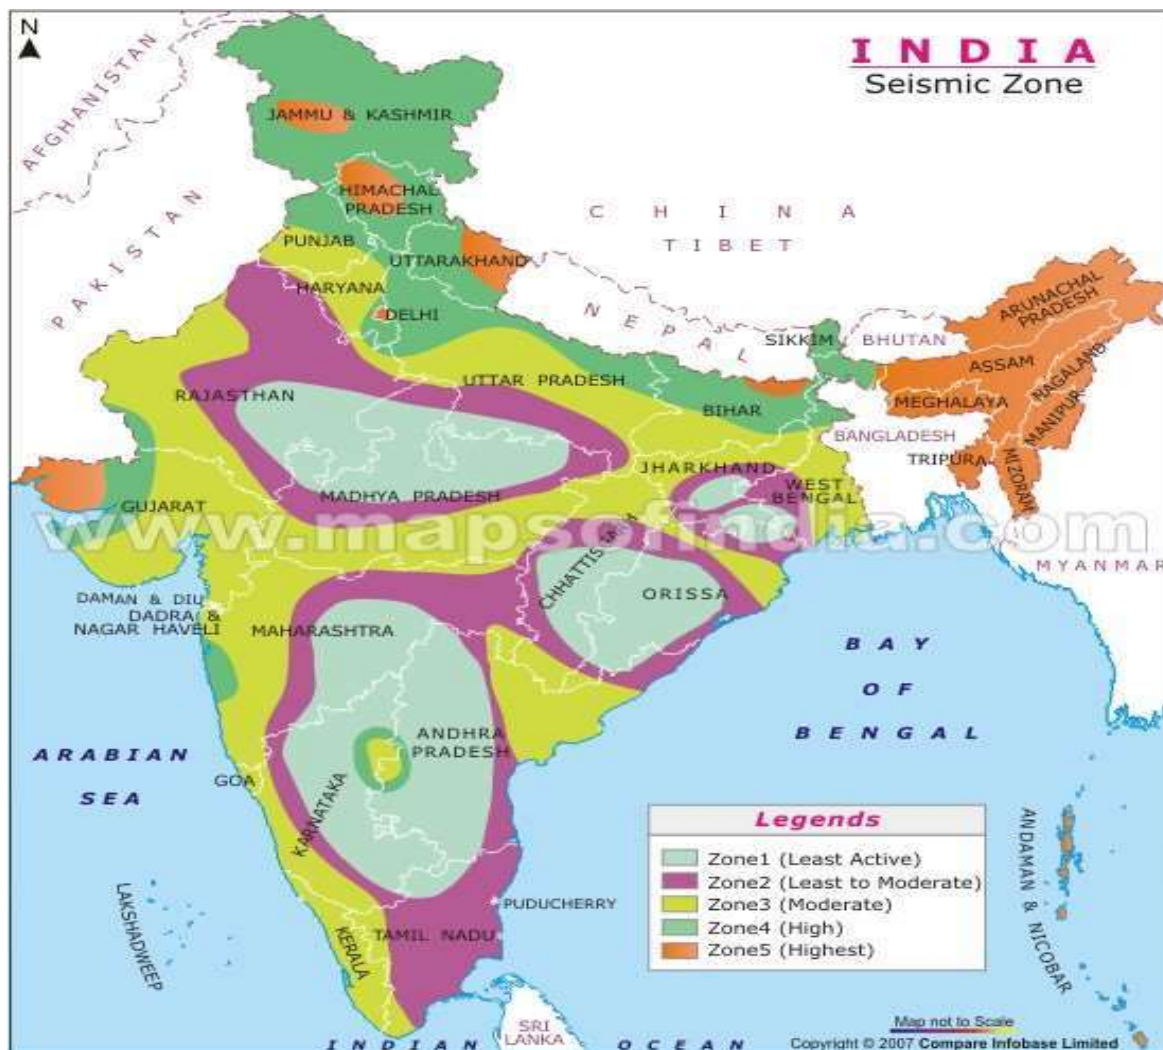 N
INDIA
Seismic Zone
AFGHANISTAN
PAKISTAN
JAMMU & KASHMIR
HIMACHAL
PRADESH
CHINA
TIBET
PUNJAB
UTTARAKHAND
HARYANA
DELHI
NEPAL
SIKKIM
BHUTAN
ARUNACHAL
PRADESH
ASSAM
NAGALAND
MEGHALAYA
MANIPUR
RAJASTHAN
UTTAR PRADESH
BIHAR
BANGLADESH
TRIPURA
MIZORAM
JHARKHAND
WEST
BENGAL
MADHYA PRADESH
GUJARAT
www.mapsofindia.com
MYANMAR
CHHATTISGARH
ORISSA
DAMAN & DIU
DADRA &
NAGAR HAVELI
MAHARASHTRA
BAY
OF
BENGAL
ANDHRA
PRADESH
ARABIAN
SEA
GOA
KARNATAKA
Legends
Zone1 (Least Active)
Zone2 (Least to Moderate)
Zone3 (Moderate)
Zone4 (High)
Zone5 (Highest)
ANDAMAN & NICOBAR
LAKSHADWEEP
PUDUCHERRY
KERALA
TAMIL NADU
SRI
LANKA
INDIAN OCEAN
Map not to Scale
Copyright © 2007 Compare Infobase Limited